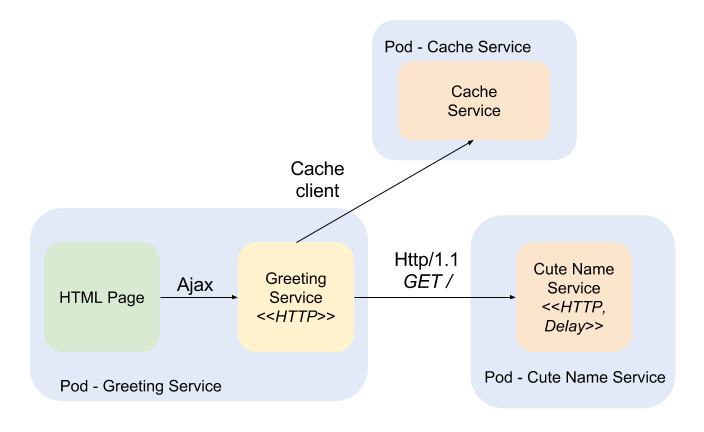 Pod - Cache Service
Cache
Service
Cache
client
HTML Page
Ajax
Greeting
Service
<<HTTP>>
Http/1.1
GET /
Cute Name
Service
<<HTTP,
Delay>>
Pod - Greeting Service
Pod - Cute Name Service